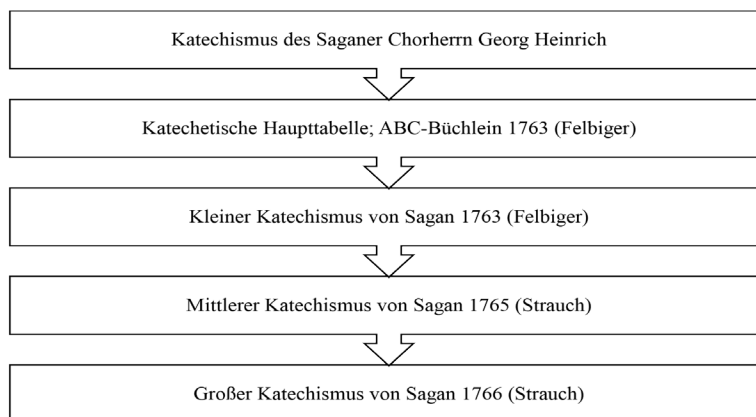 Katechismus des Saganer Chorherrn Georg Heinrich
Katechetische Haupttabelle; ABC-Büchlein 1763 (Felbiger)
Kleiner Katechismus von Sagan 1763 (Felbiger)
Mittlerer Katechismus von Sagan 1765 (Strauch)
Großer Katechismus von Sagan 1766 (Strauch)